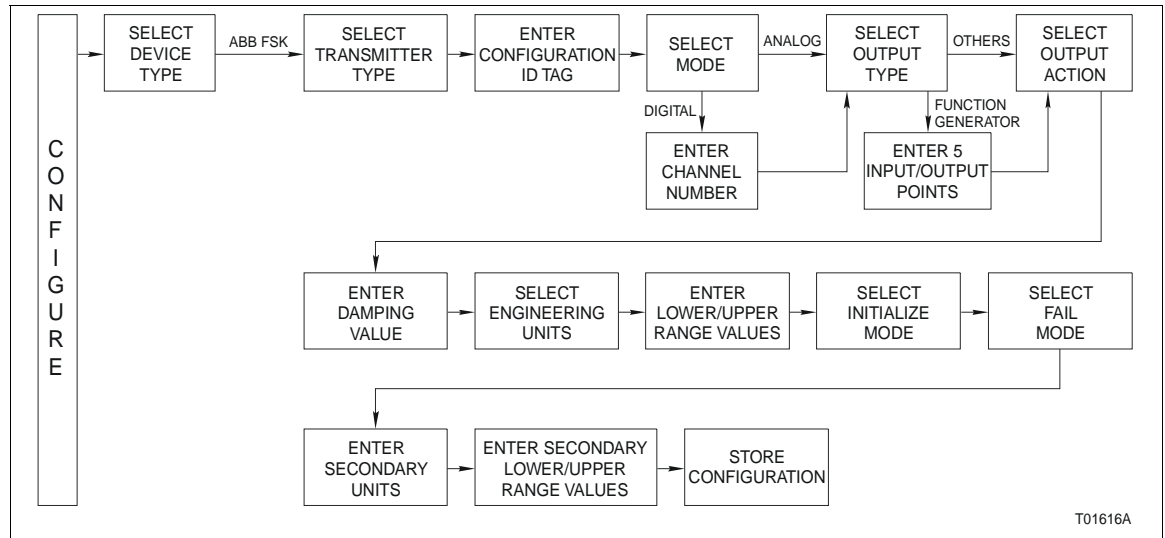 CONFIGURE
SELECT
DEVICE
TYPE
ABB FSK
SELECT
TRANSMITTER
TYPE
ENTER
CONFIGURATION
ID TAG
SELECT
MODE
ANALOG
SELECT
OUTPUT
TYPE
OTHERS
SELECT
OUTPUT
ACTION
DIGITAL
ENTER
CHANNEL
NUMBER
FUNCTION
GENERATOR
ENTER 5
INPUT/OUTPUT
POINTS
ENTER
DAMPING
VALUE
SELECT
ENGINEERING
UNITS
ENTER
LOWER/UPPER
RANGE VALUES
SELECT
INITIALIZE
MODE
SELECT
FAIL
MODE
ENTER
SECONDARY
UNITS
ENTER SECONDARY
LOWER/UPPER
RANGE VALUES
STORE
CONFIGURATION
T01616A